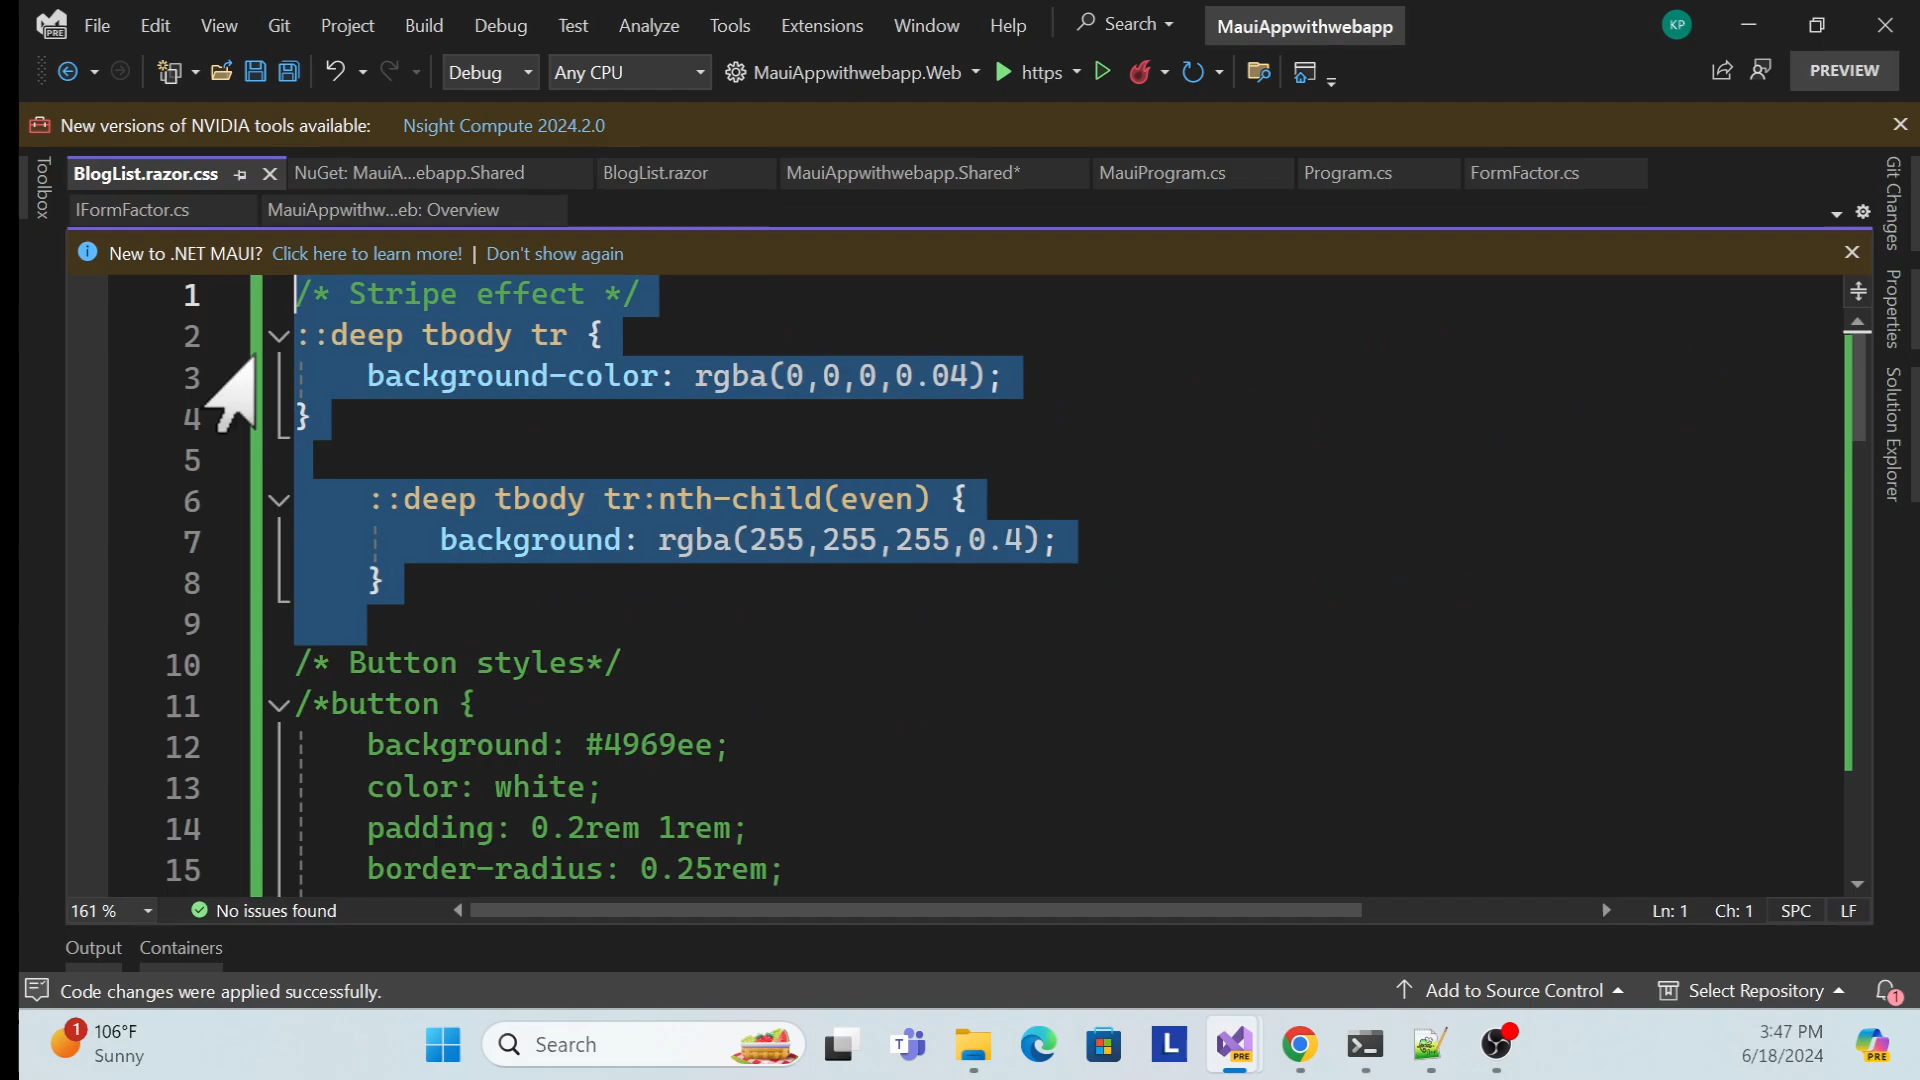 File Edit View Git Project Build Debug Test Analyze Tools Extensions Window Help Search MauiAppwithwebapp KP
PRE
Debug Any CPU MauiAppwithwebapp.Web https PREVIEW
New versions of NVIDIA tools available: Nsight Compute 2024.2.0
Toolbox
BlogList.razor.css NuGet: MauiA...ebapp.Shared BlogList.razor MauiAppwithwebapp.Shared* MauiProgram.cs Program.cs FormFactor.cs
IFormFactor.cs MauiAppwithw...eb: Overview
Git Changes
Properties
Solution Explorer
New to .NET MAUI? Click here to learn more! | Don't show again
1 /* Stripe effect */
2 ::deep tbody tr {
3 background-color: rgba(0,0,0,0.04);
4 }
5
6 ::deep tbody tr:nth-child(even) {
7 background: rgba(255,255,255,0.4);
8 }
9
10 /* Button styles*/
11 /*button {
12 background: #4969ee;
13 color: white;
14 padding: 0.2rem 1rem;
15 border-radius: 0.25rem;
161 % No issues found Ln: 1 Ch: 1 SPC LF
Output Containers
Code changes were applied successfully. Add to Source Control Select Repository 1
1 106°F
Sunny
Search
T
L
PRE
3:47 PM
6/18/2024
PRE